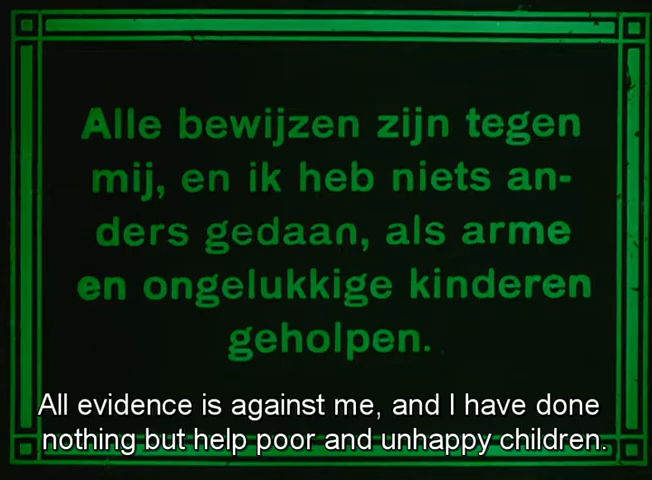 Alle bewijzen zijn tegen
mij, en ik heb niets an-
ders gedaan, als arme
en ongelukkige kinderen
geholpen.
All evidence is against me, and I have done
nothing but help poor and unhappy children.